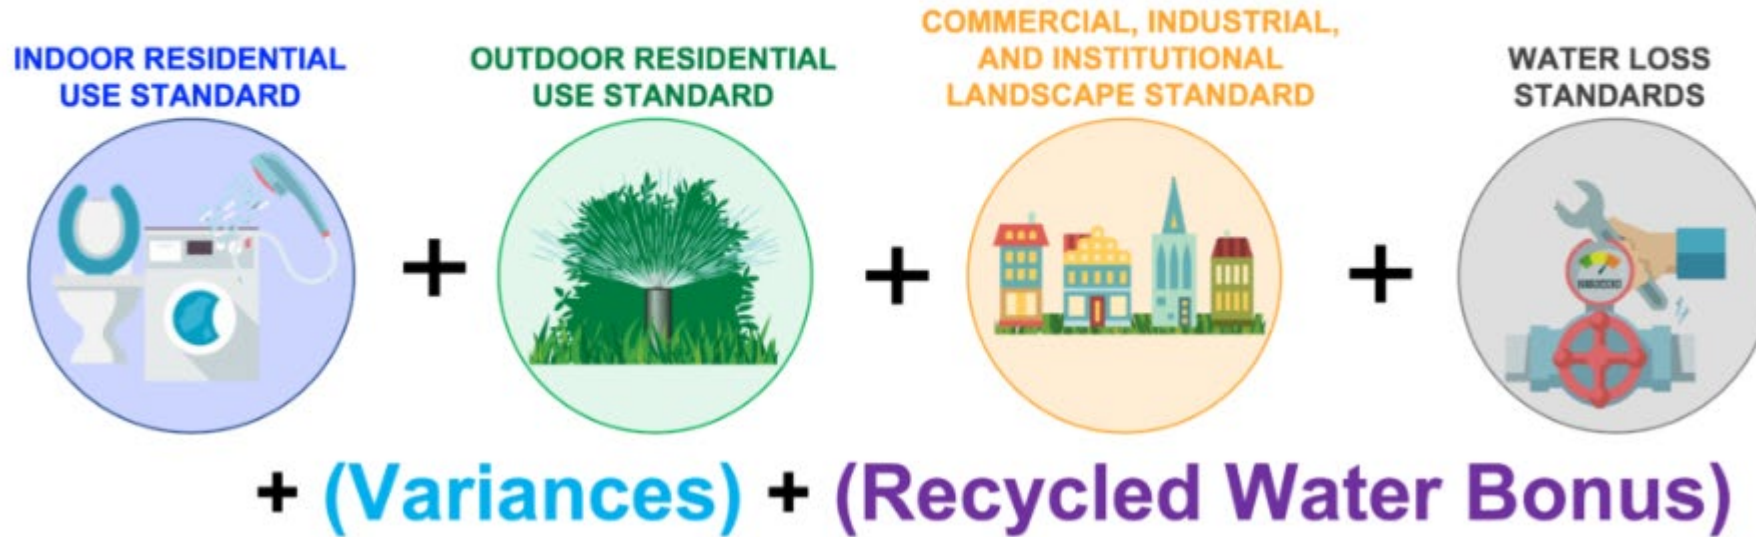 INDOOR RESIDENTIAL
USE STANDARD
OUTDOOR RESIDENTIAL
USE STANDARD
COMMERCIAL, INDUSTRIAL,
AND INSTITUTIONAL
LANDSCAPE STANDARD
WATER LOSS
STANDARDS
+ + +
+ (Variances) + (Recycled Water Bonus)